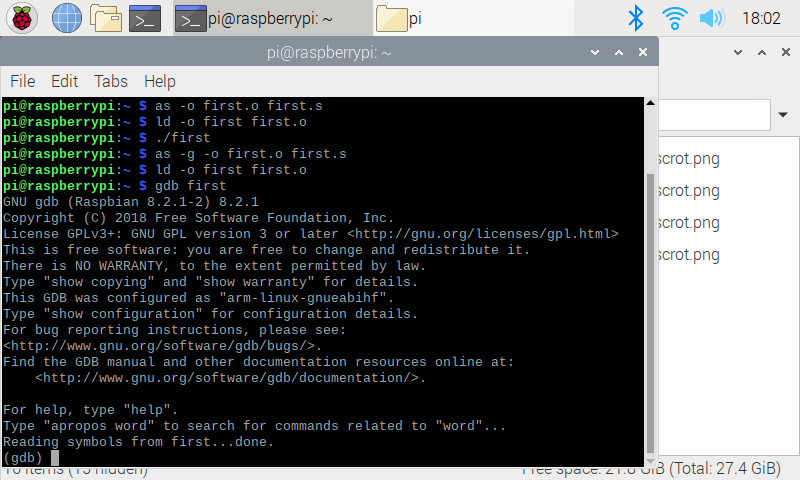 pi@raspberrypi: ~
pi
18:02
pi@raspberrypi: ~
File Edit Tabs Help
pi@raspberrypi:~ $ as -o first.o first.s
pi@raspberrypi:~ $ ld -o first first.o
pi@raspberrypi:~ $ ./first
pi@raspberrypi:~ $ as -g -o first.o first.s
pi@raspberrypi:~ $ ld -o first first.o
pi@raspberrypi:~ $ gdb first
GNU gdb (Raspbian 8.2.1-2) 8.2.1
Copyright (C) 2018 Free Software Foundation, Inc.
License GPLv3+: GNU GPL version 3 or later <http://gnu.org/licenses/gpl.html>
This is free software: you are free to change and redistribute it.
There is NO WARRANTY, to the extent permitted by law.
Type "show copying" and "show warranty" for details.
This GDB was configured as "arm-linux-gnueabihf".
Type "show configuration" for configuration details.
For bug reporting instructions, please see:
<http://www.gnu.org/software/gdb/bugs/>.
Find the GDB manual and other documentation resources online at:
    <http://www.gnu.org/software/gdb/documentation/>.
For help, type "help".
Type "apropos word" to search for commands related to "word"...
Reading symbols from first...done.
(gdb)
scrot.png
scrot.png
scrot.png
scrot.png
16 items (15 hidden)
Free space: 21.8 GiB (Total: 27.4 GiB)